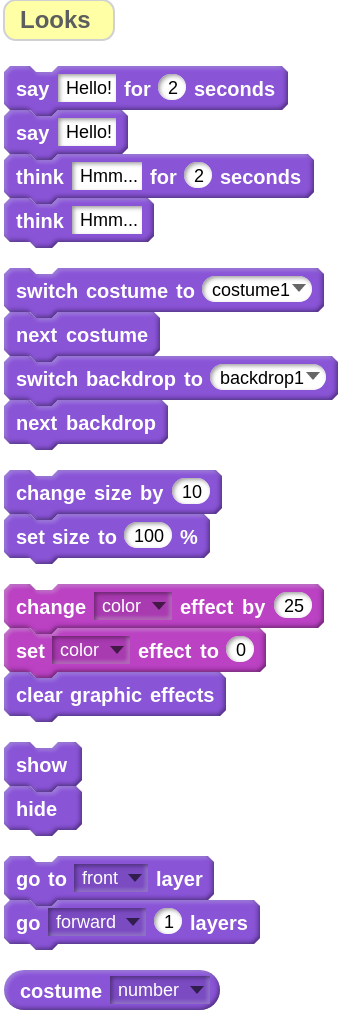 Looks
say Hello! for 2 seconds
say Hello!
think Hmm... for 2 seconds
think Hmm...
switch costume to costume1
next costume
switch backdrop to backdrop1
next backdrop
change size by 10
set size to 100 %
change color effect by 25
set color effect to 0
clear graphic effects
show
hide
go to front layer
go forward 1 layers
costume number